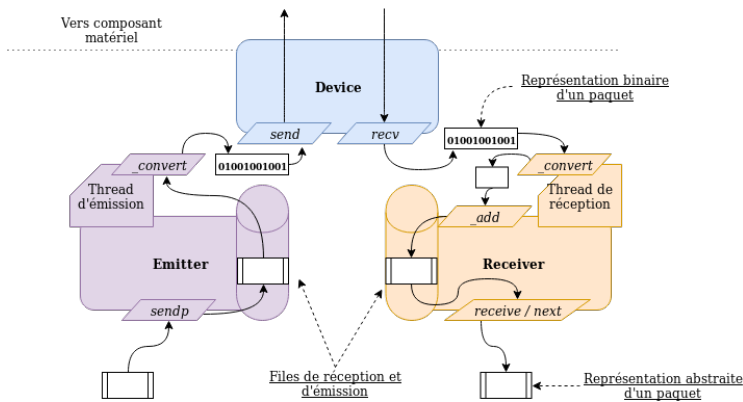 Vers composant
matériel
Device
Représentation binaire
d'un paquet
send
recv
01001001001
_convert
01001001001
_convert
Thread
d'émission
Thread de
réception
_add
Emitter
Receiver
sendp
receive / next
Files de réception et
d'émission
Représentation abstraite
d'un paquet